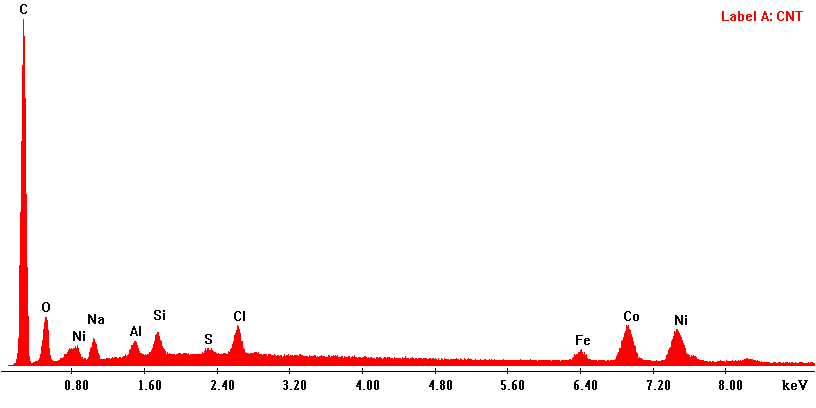 C
Label A: CNT
O
Ni
Na
Al
Si
S
Cl
Fe
Co
Ni
0.80 1.60 2.40 3.20 4.00 4.80 5.60 6.40 7.20 8.00 keV